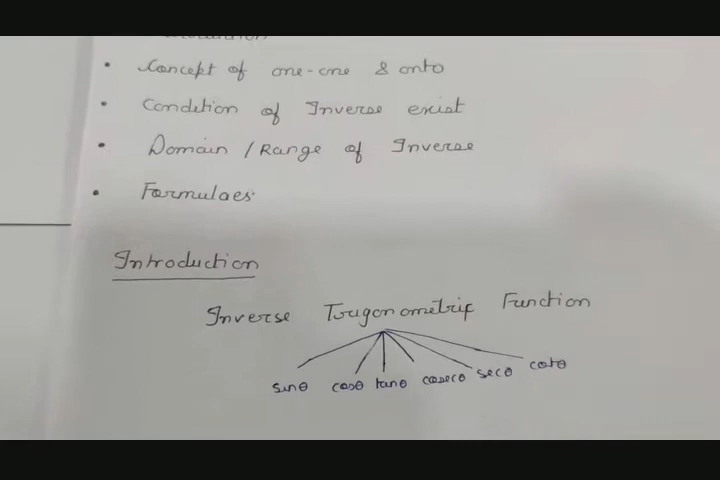 • Concept of one-one & onto
• Condition of Inverse exist
• Domain / Range of Inverse
• Formulaes
Introduction
Inverse Trigonometric Function
sinθ cosθ tanθ cosecθ secθ cotθ